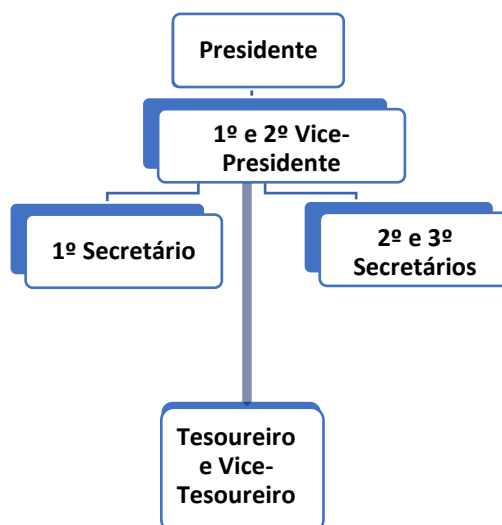 Presidente
1º e 2º Vice-
Presidente
1º Secretário
2º e 3º
Secretários
Tesoureiro
e Vice-
Tesoureiro